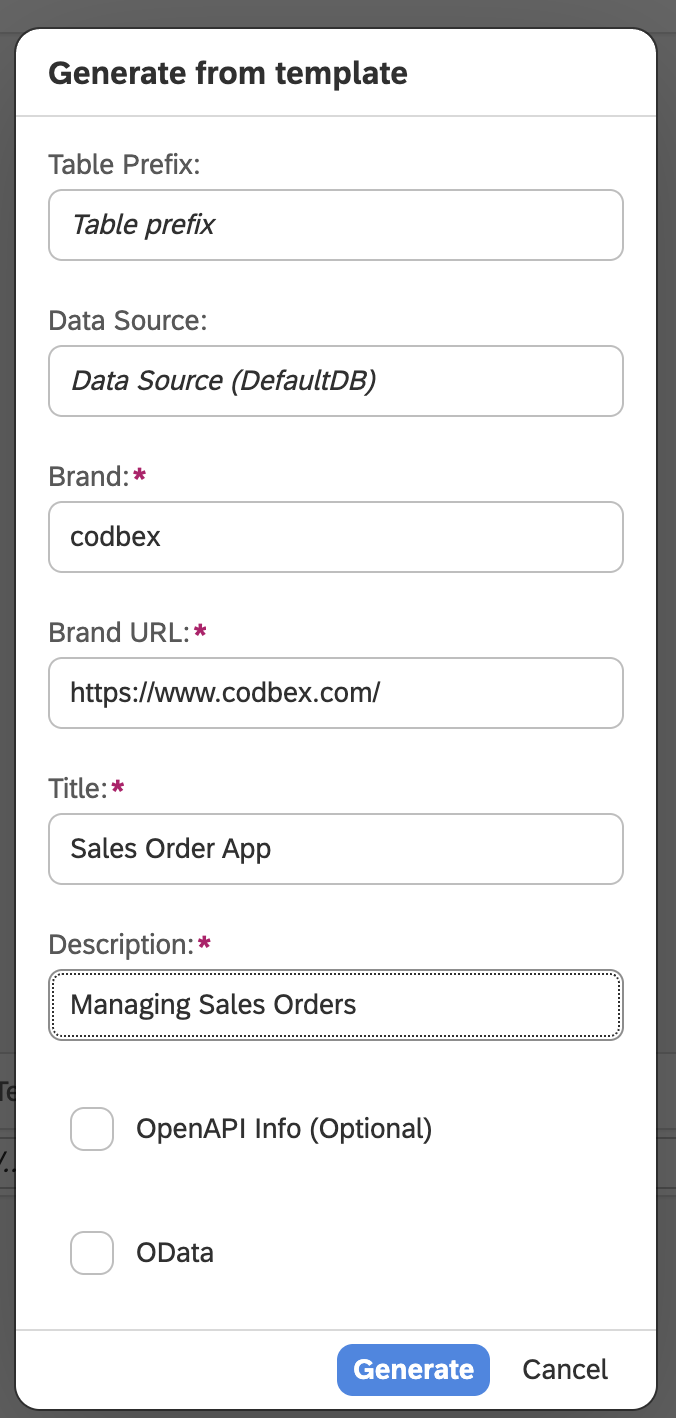 Generate from template
Table Prefix:
Table prefix
Data Source:
Data Source (DefaultDB)
Brand:*
codbex
Brand URL:*
https://www.codbex.com/
Title:*
Sales Order App
Description:*
Managing Sales Orders
OpenAPI Info (Optional)
OData
Generate Cancel